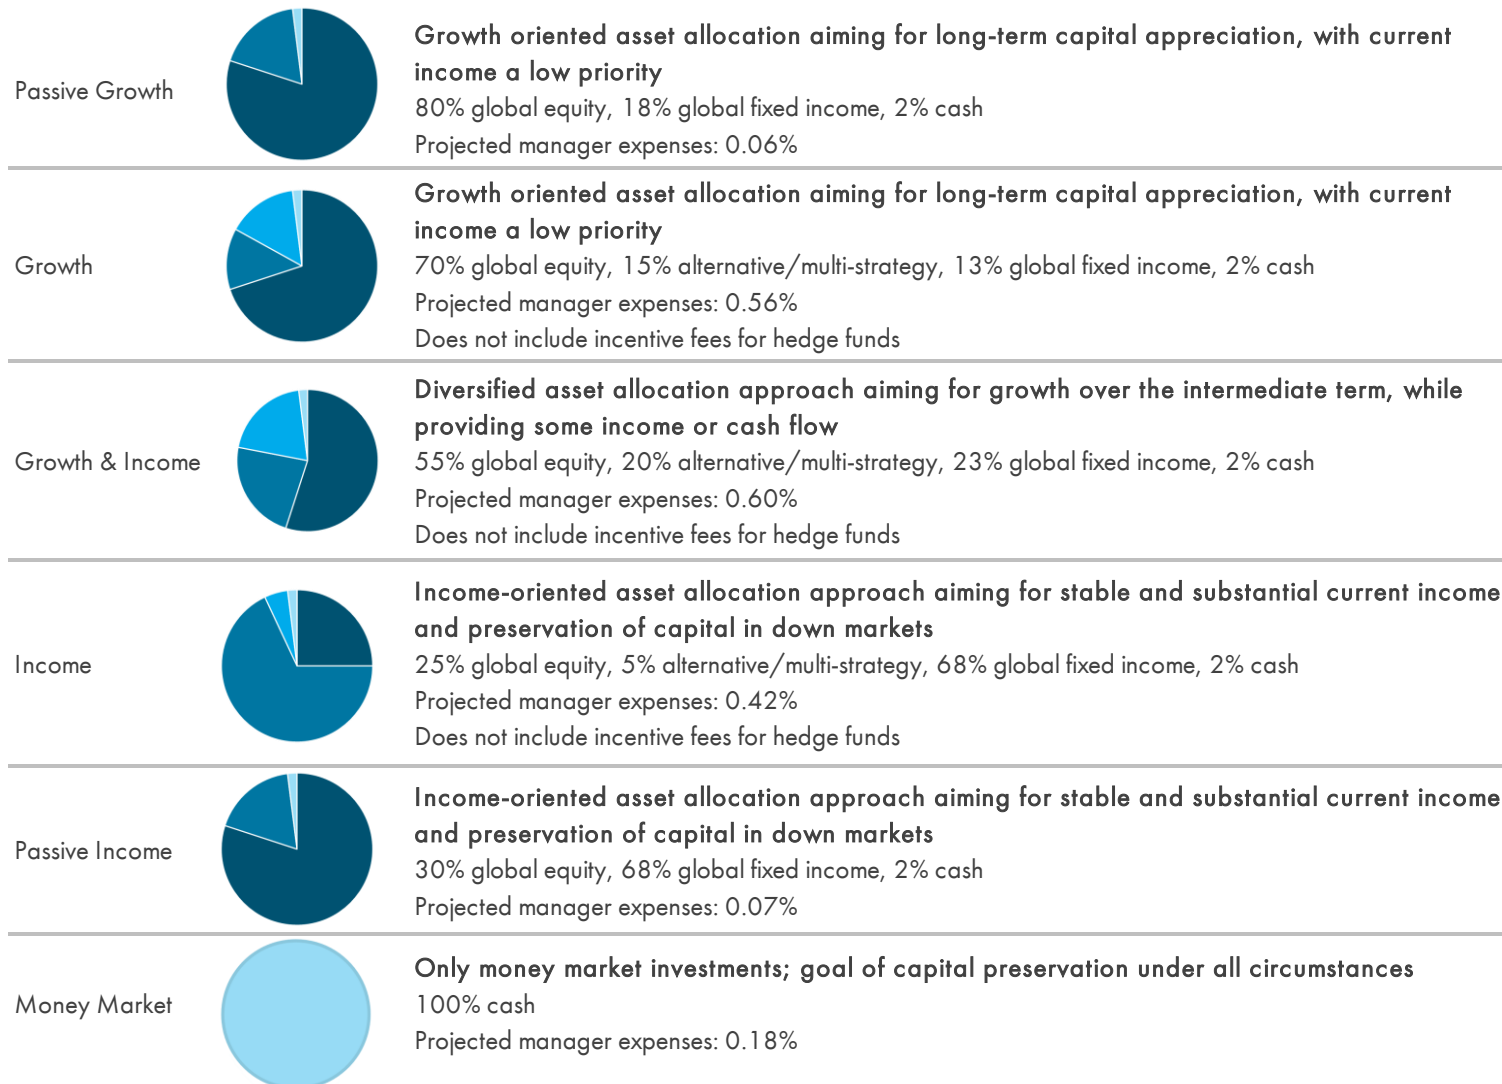 Passive Growth
Growth oriented asset allocation aiming for long-term capital appreciation, with current
income a low priority
80% global equity, 18% global fixed income, 2% cash
Projected manager expenses: 0.06%
Growth
Growth oriented asset allocation aiming for long-term capital appreciation, with current
income a low priority
70% global equity, 15% alternative/multi-strategy, 13% global fixed income, 2% cash
Projected manager expenses: 0.56%
Does not include incentive fees for hedge funds
Growth & Income
Diversified asset allocation approach aiming for growth over the intermediate term, while
providing some income or cash flow
55% global equity, 20% alternative/multi-strategy, 23% global fixed income, 2% cash
Projected manager expenses: 0.60%
Does not include incentive fees for hedge funds
Income
Income-oriented asset allocation approach aiming for stable and substantial current income
and preservation of capital in down markets
25% global equity, 5% alternative/multi-strategy, 68% global fixed income, 2% cash
Projected manager expenses: 0.42%
Does not include incentive fees for hedge funds
Passive Income
Income-oriented asset allocation approach aiming for stable and substantial current income
and preservation of capital in down markets
30% global equity, 68% global fixed income, 2% cash
Projected manager expenses: 0.07%
Money Market
Only money market investments; goal of capital preservation under all circumstances
100% cash
Projected manager expenses: 0.18%